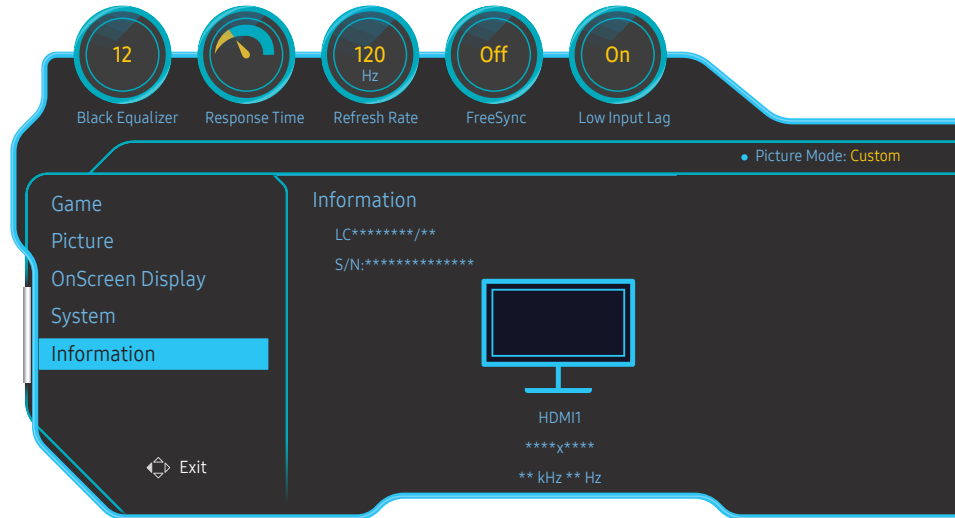 12
120
Hz
Off
On
Black Equalizer
Response Time
Refresh Rate
FreeSync
Low Input Lag
• Picture Mode: Custom
Game
Picture
OnScreen Display
System
Information
Exit
Information
LC********/**
S/N:**************
HDMI1
****x****
** kHz ** Hz